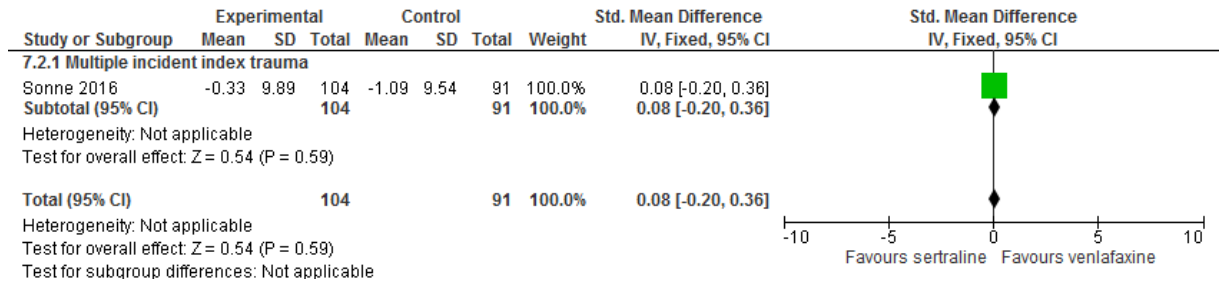 Experimental Control Std. Mean Difference Std. Mean Difference
Study or Subgroup Mean SD Total Mean SD Total Weight IV, Fixed, 95% CI IV, Fixed, 95% CI
7.2.1 Multiple incident index trauma
Sonne 2016 -0.33 9.89 104 -1.09 9.54 91 100.0% 0.08 [-0.20, 0.36]
Subtotal (95% CI) 104 91 100.0% 0.08 [-0.20, 0.36]
Heterogeneity: Not applicable
Test for overall effect: Z = 0.54 (P = 0.59)
Total (95% CI) 104 91 100.0% 0.08 [-0.20, 0.36]
Heterogeneity: Not applicable
Test for overall effect: Z = 0.54 (P = 0.59)
Test for subgroup differences: Not applicable
-10 -5 0 5 10
Favours sertraline Favours venlafaxine